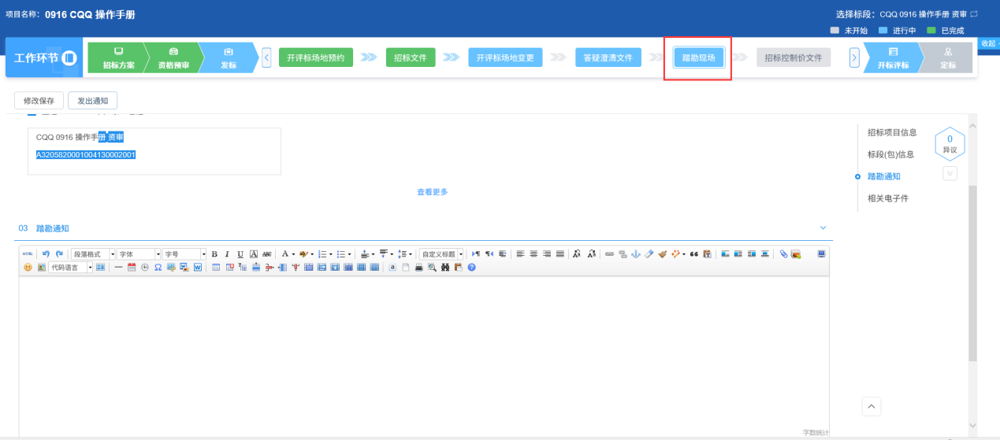 项目名称: 0916 CQQ 操作手册
选择标段: CQQ 0916 操作手册 资审
未开始 进行中 已完成
收起
工作环节
招标方案 资格预审 发标
开评标场地预约 招标文件 开评标场地变更 答疑澄清文件 踏勘现场 招标控制价文件
开标评标 定标
修改保存 发出通知
CQQ 0916 操作手册 资审
A3205820001004130002001
查看更多
招标项目信息
标段(包)信息
踏勘通知
相关电子件
0
异议
03 踏勘通知
HTML 段落格式 字体 字号 B I U A ABC A 自定义标题
代码语言
字数统计